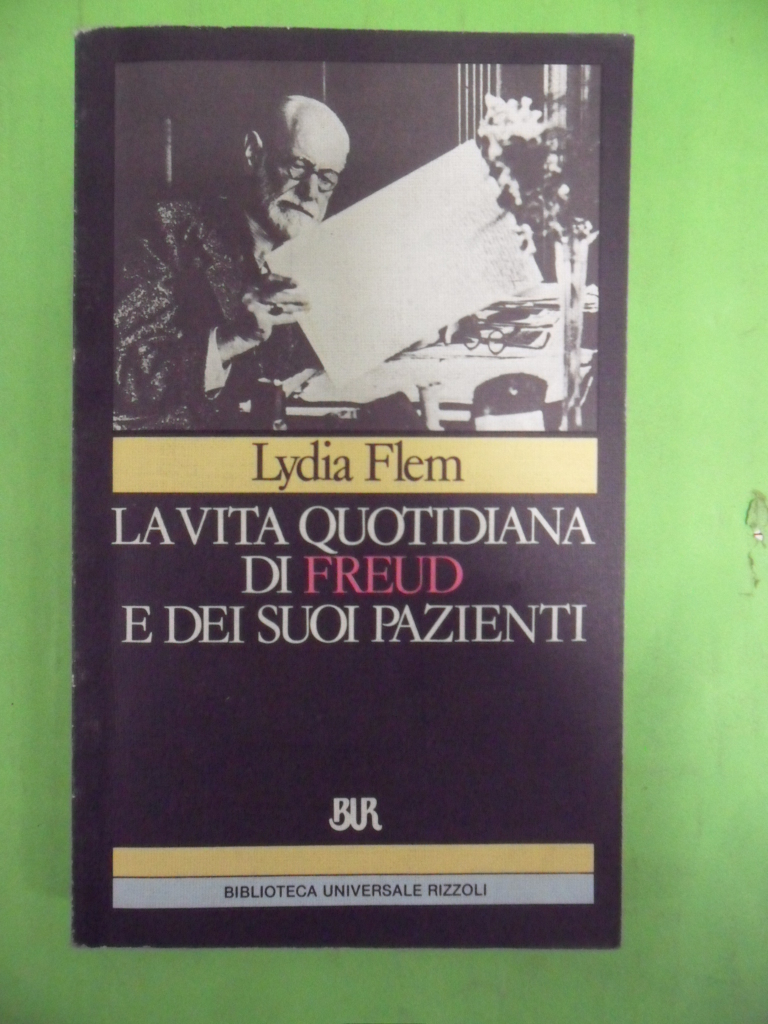 Lydia Flem
LA VITA QUOTIDIANA
DI FREUD
E DEI SUOI PAZIENTI
BUR
BIBLIOTECA UNIVERSALE RIZZOLI